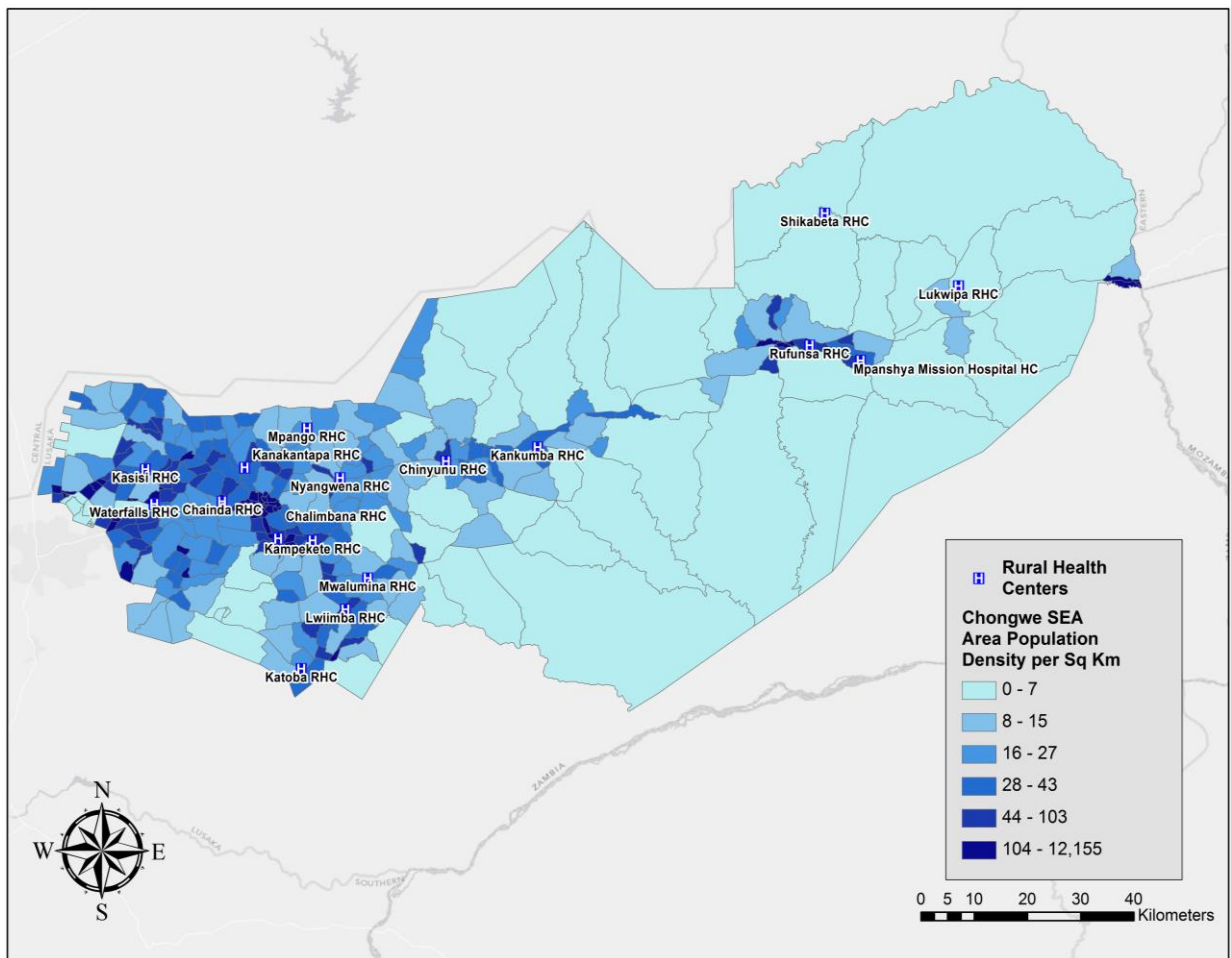 EASTERN
Shikabeta RHC
Lukwipa RHC
Rufunsa RHC
Mpanshya Mission Hospital HC
CENTRAL
LUSAKA
Mpango RHC
Kanakantapa RHC
Kankumba RHC
Chinyunu RHC
Kasisi RHC
Nyangwena RHC
Waterfalls RHC
Chainda RHC
Chalimbana RHC
Kampekete RHC
Mwalumina RHC
Lwiimba RHC
Katoba RHC
ZAMBIA
LUSAKA
SOUTHERN
N
W
E
S
Rural Health
Centers
Chongwe SEA
Area Population
Density per Sq Km
0 - 7
8 - 15
16 - 27
28 - 43
44 - 103
104 - 12,155
0 5 10 20 30 40
Kilometers